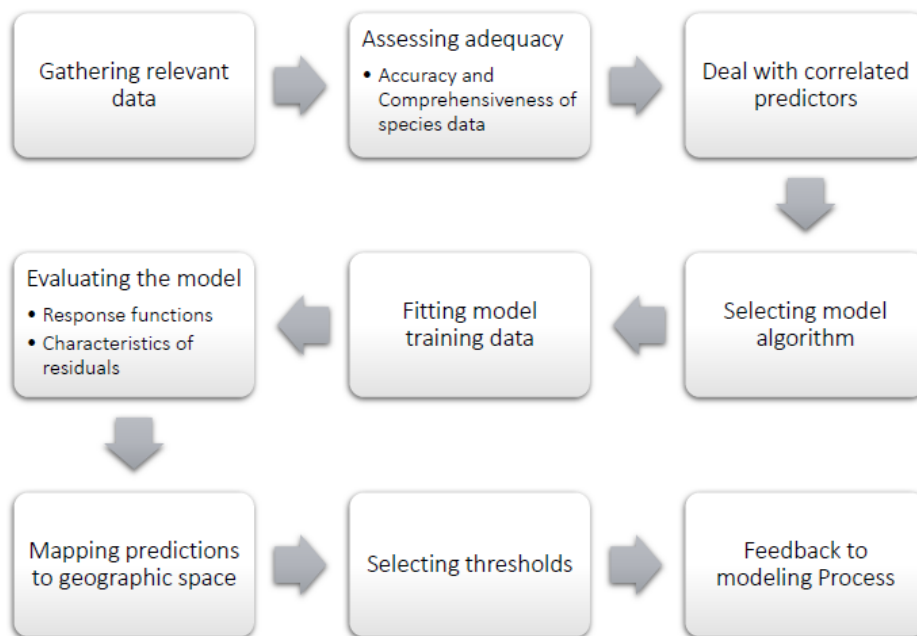 Gathering relevant
data
Assessing adequacy
• Accuracy and
Comprehensiveness of
species data
Deal with correlated
predictors
Selecting model
algorithm
Fitting model
training data
Evaluating the model
• Response functions
• Characteristics of
residuals
Mapping predictions
to geographic space
Selecting thresholds
Feedback to
modeling Process